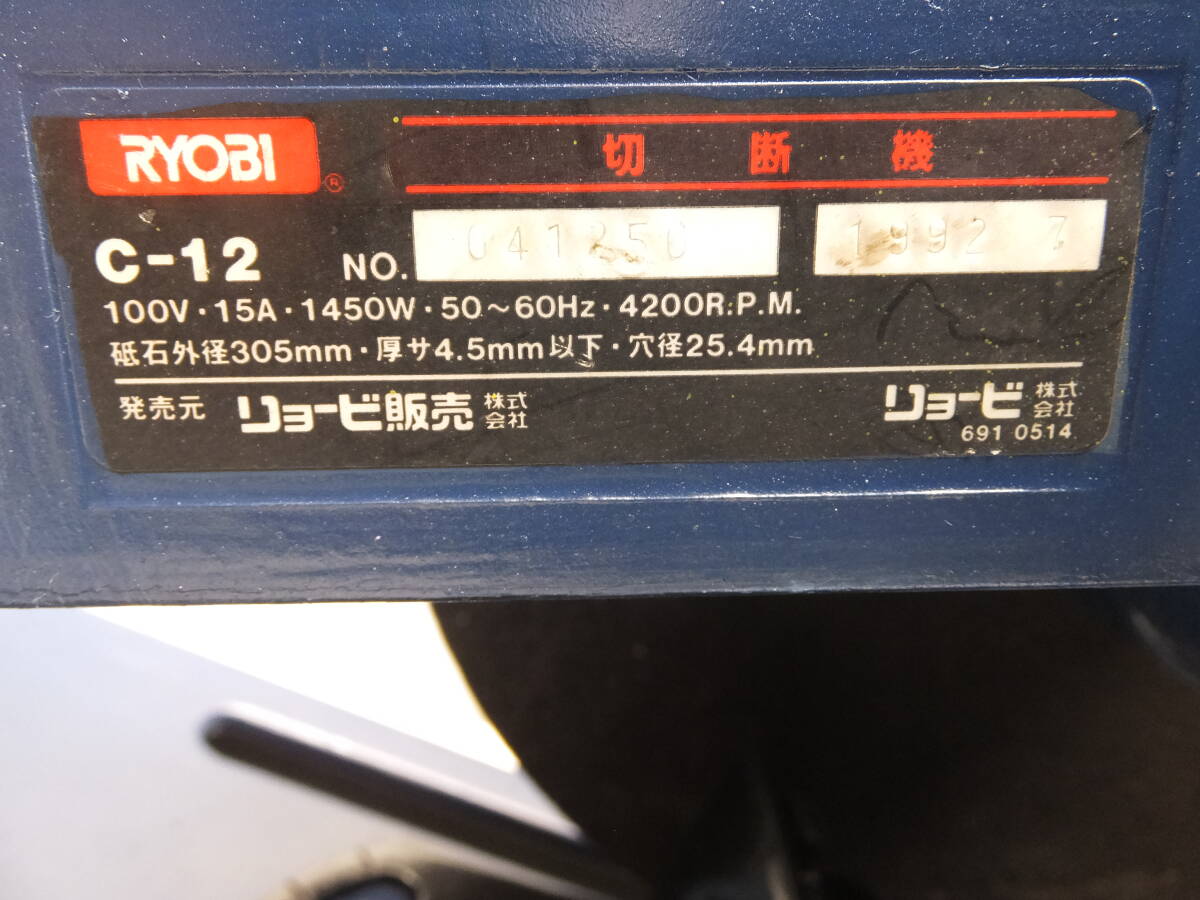 RYOBI ®
切断機
C-12 NO. 041250 1992 7
100V・15A・1450W・50～60Hz・4200R.P.M.
砥石外径305mm・厚サ4.5mm以下・穴径25.4mm
発売元 リョービ販売株式会社 リョービ株式会社
691 0514